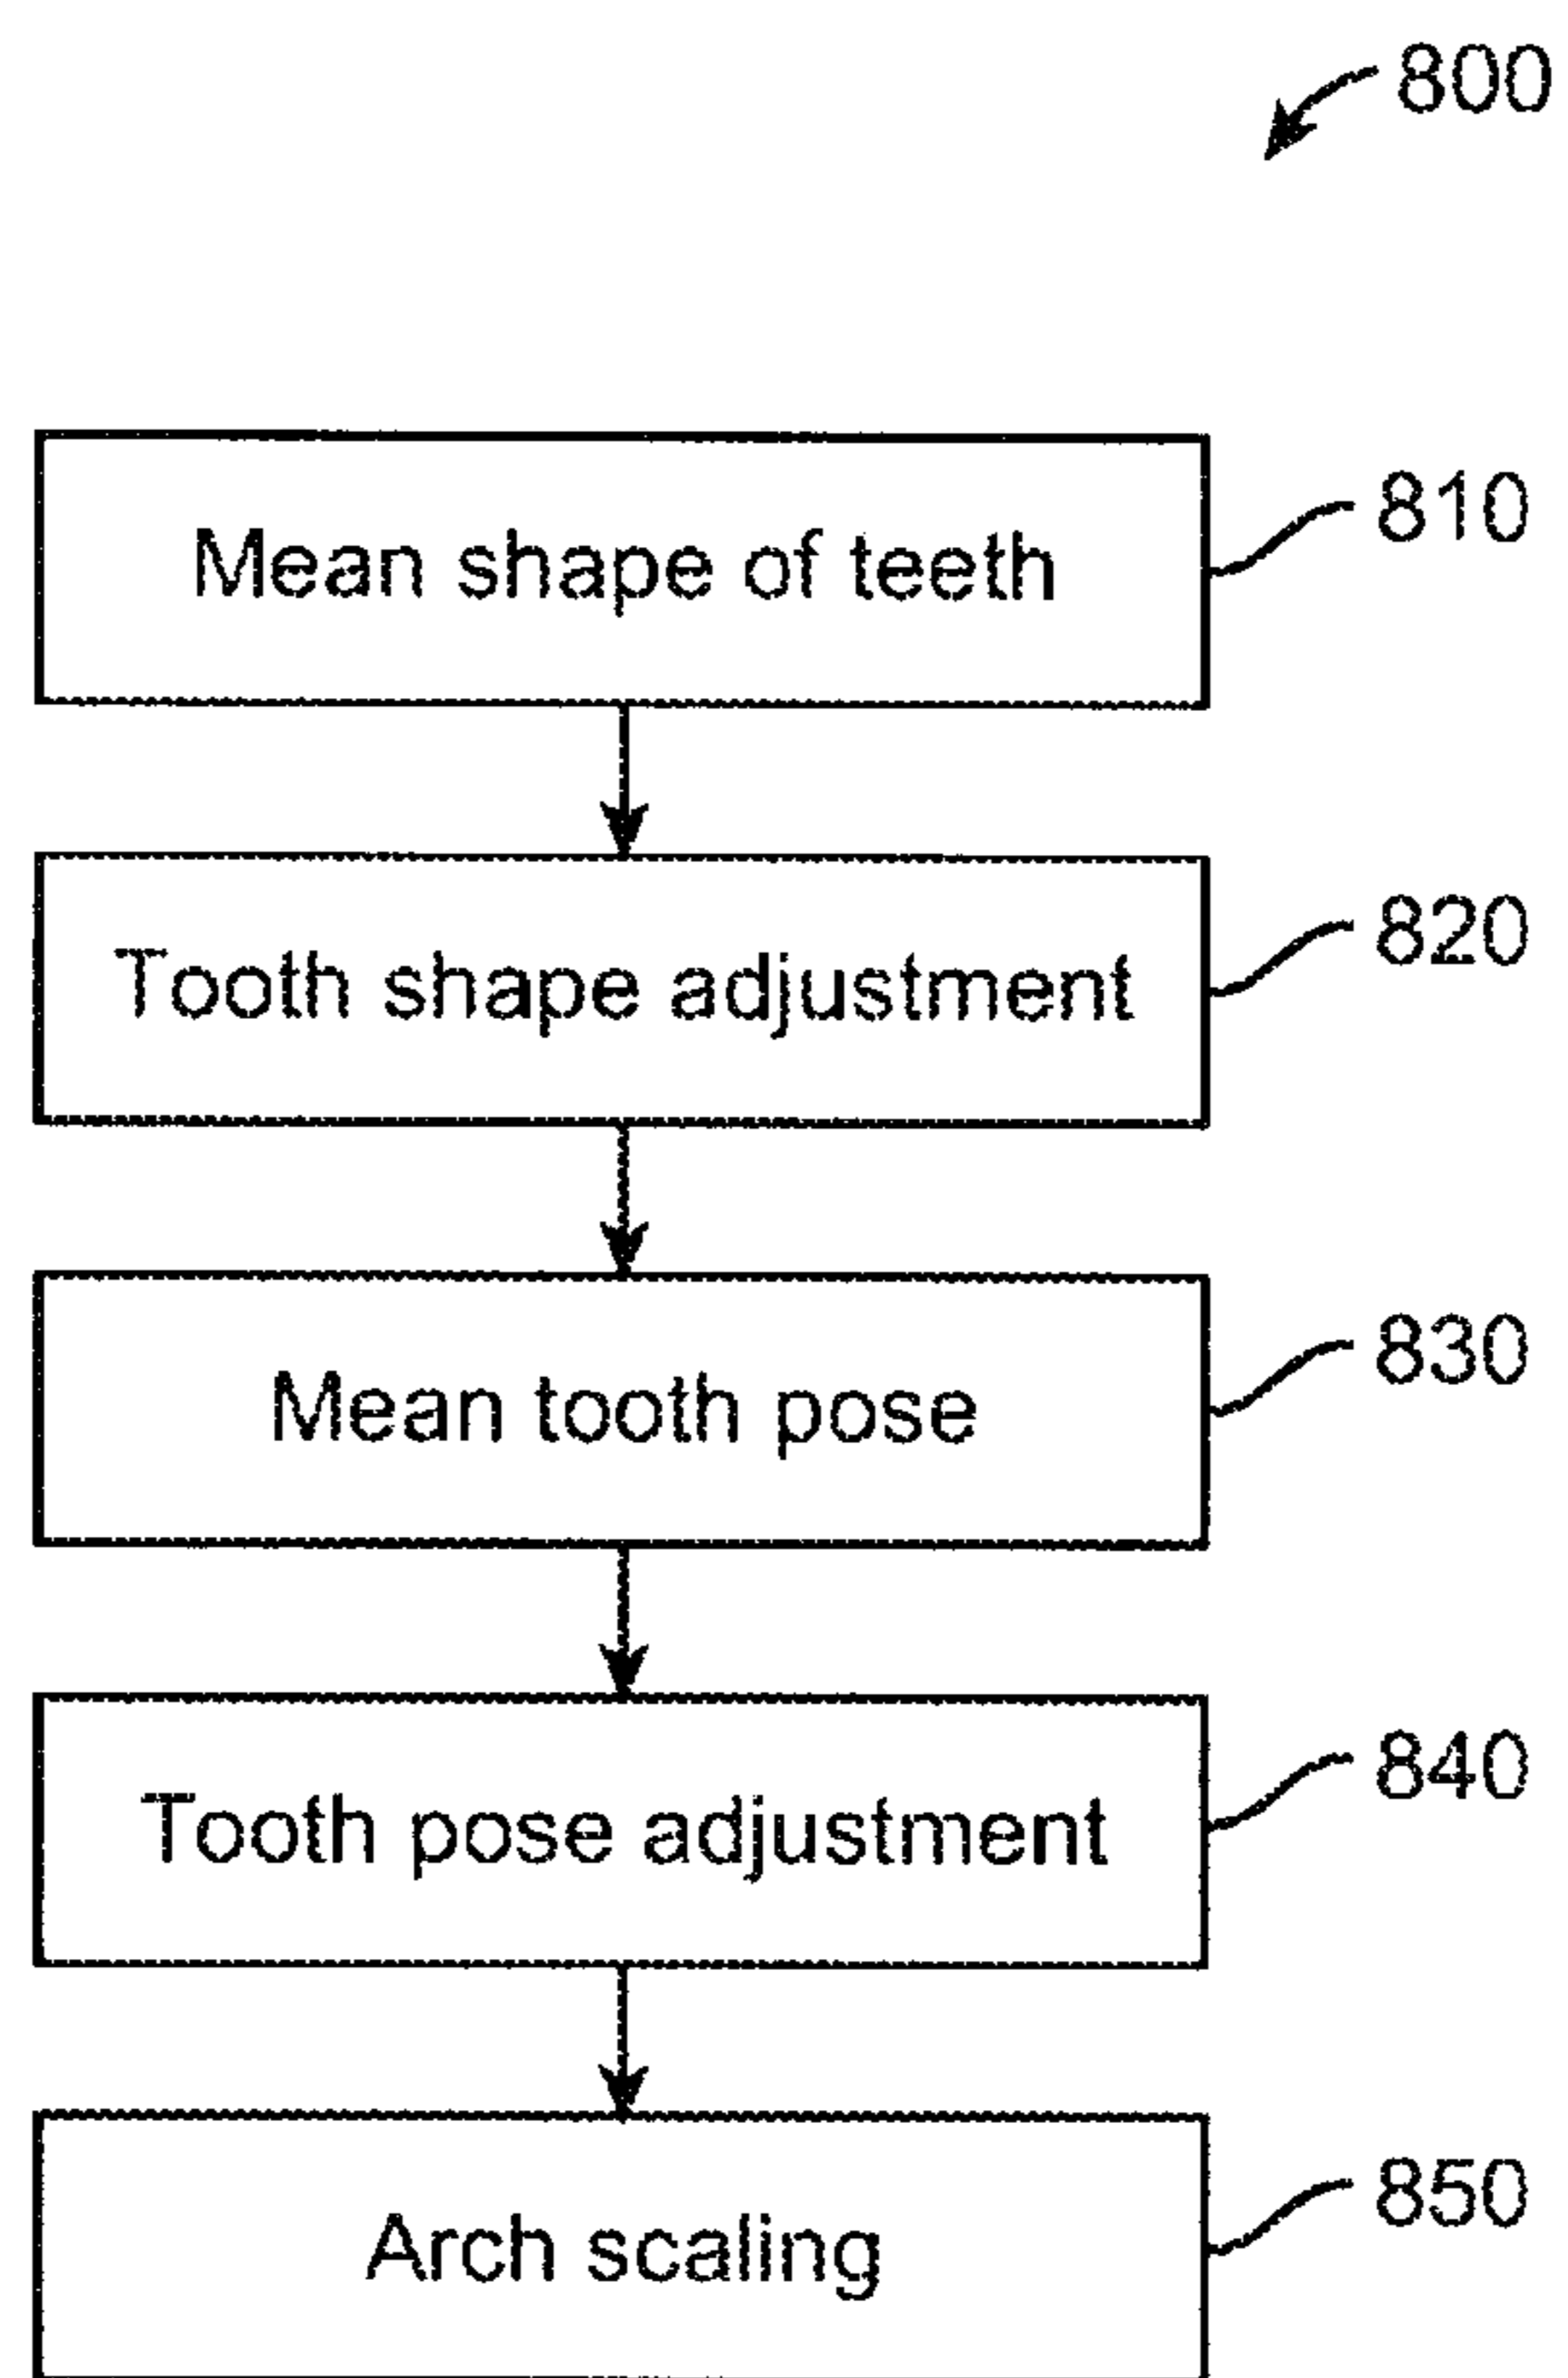 800
Mean shape of teeth
810
Tooth shape adjustment
820
Mean tooth pose
830
Tooth pose adjustment
840
Arch scaling
850